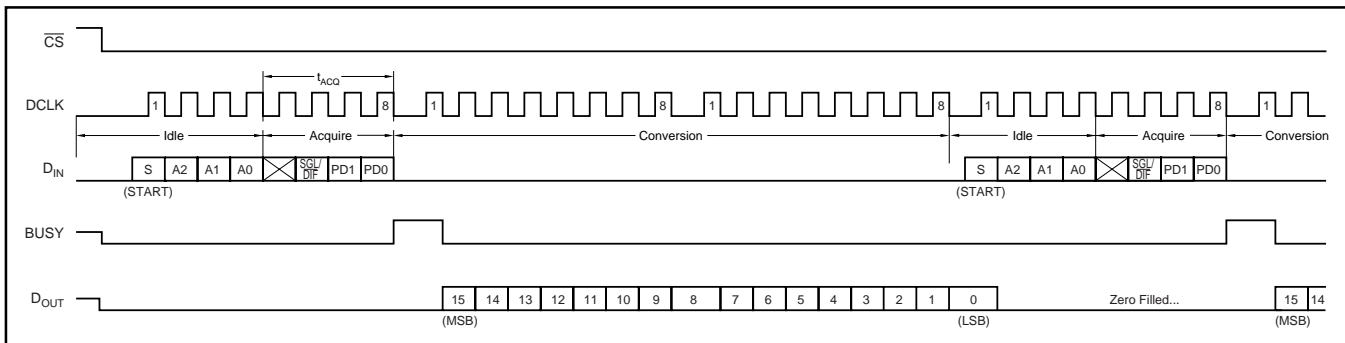 CS
tACQ
DCLK 1 8 1 8 1 8 1 8 1
Idle Acquire Conversion Idle Acquire Conversion
DIN S A2 A1 A0 SGL/DIF PD1 PD0 S A2 A1 A0 SGL/DIF PD1 PD0
(START) (START)
BUSY
DOUT 15 14 13 12 11 10 9 8 7 6 5 4 3 2 1 0 Zero Filled... 15 14
(MSB) (LSB) (MSB)